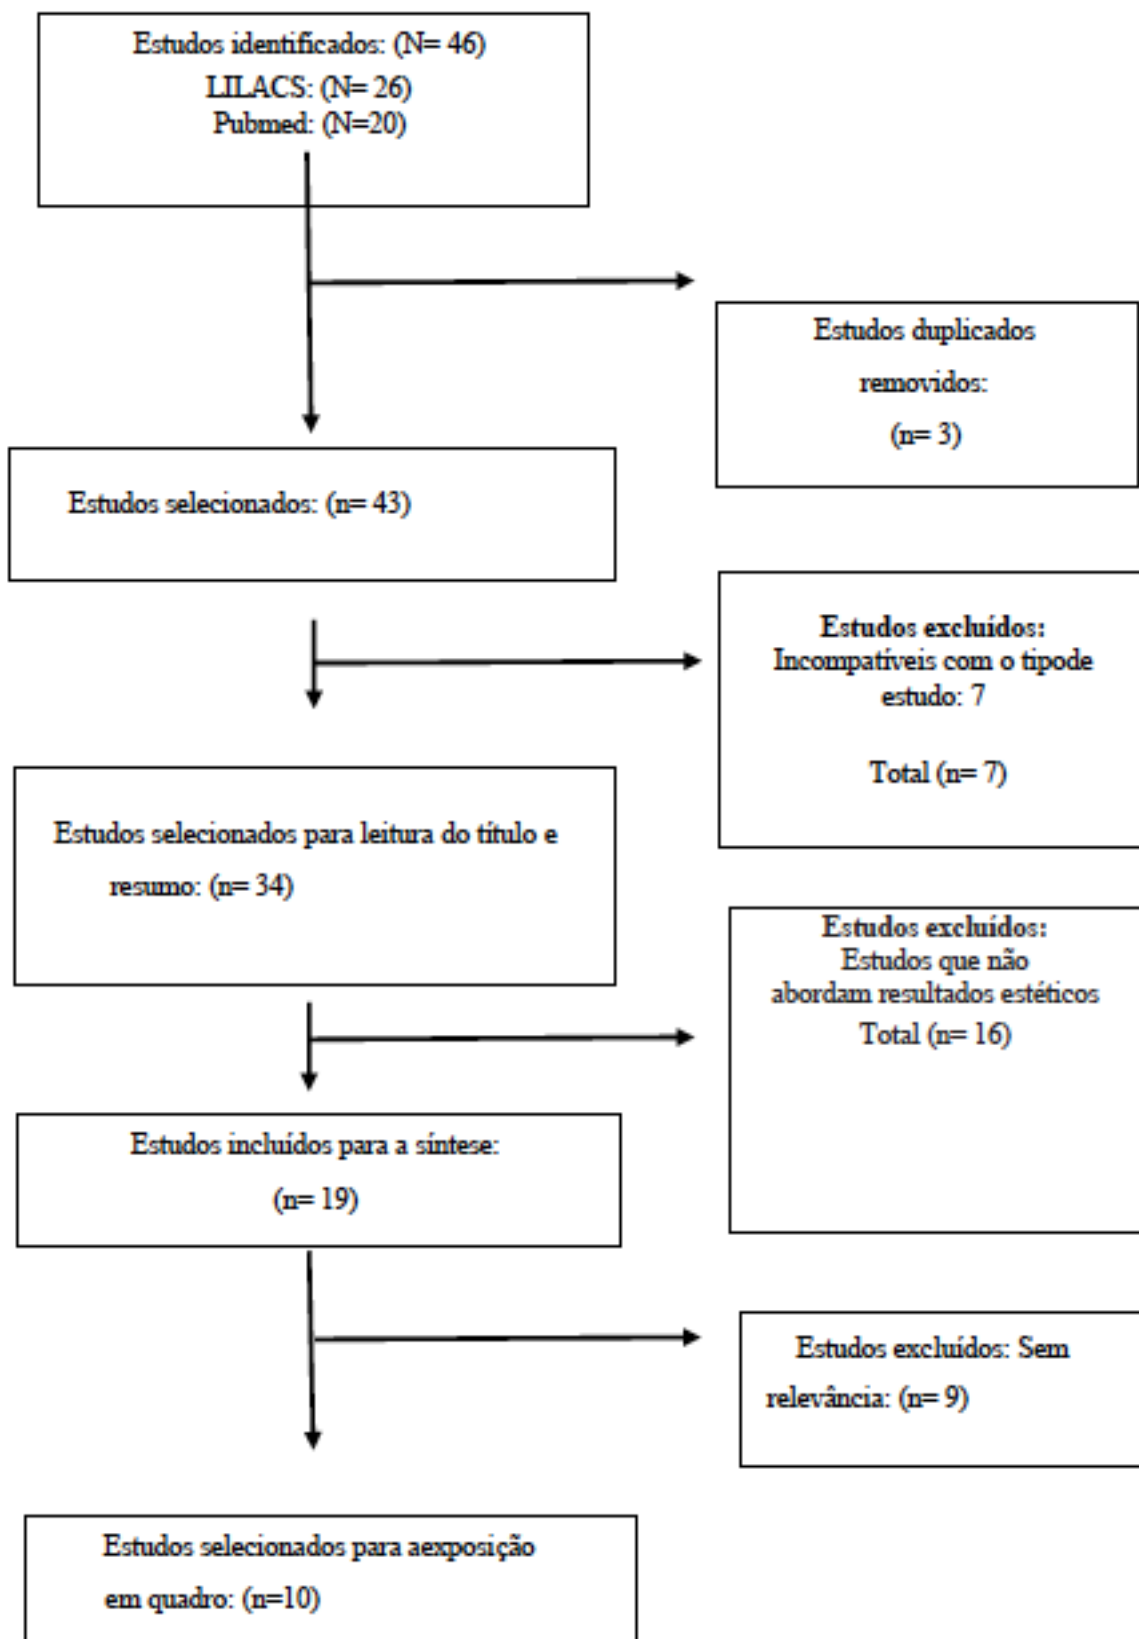 Estudos identificados: (N= 46)
LILACS: (N= 26)
Pubmed: (N=20)
Estudos duplicados
removidos:
(n= 3)
Estudos selecionados: (n= 43)
Estudos excluídos:
Incompatíveis com o tipode
estudo: 7
Total (n= 7)
Estudos selecionados para leitura do título e
resumo: (n= 34)
Estudos excluídos:
Estudos que não
abordam resultados estéticos
Total (n= 16)
Estudos incluídos para a síntese:
(n= 19)
Estudos excluídos: Sem
relevância: (n= 9)
Estudos selecionados para aexposição
em quadro: (n=10)